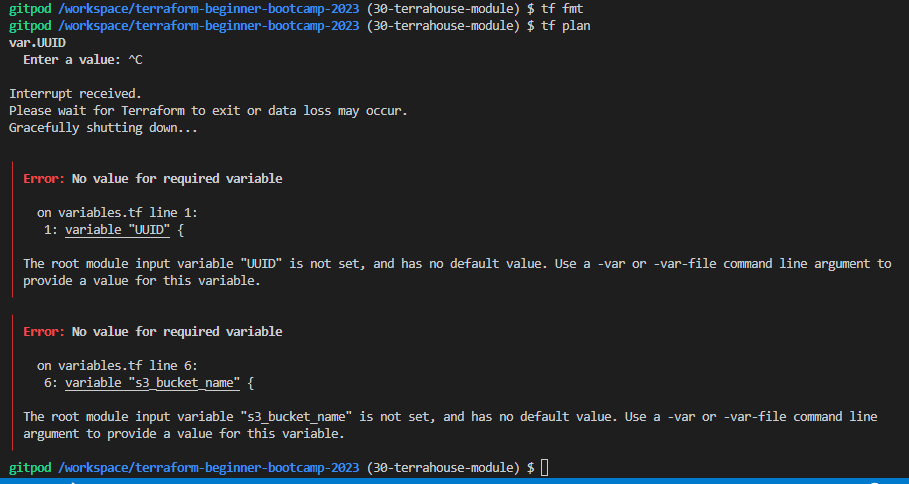 gitpod /workspace/terraform-beginner-bootcamp-2023 (30-terrahouse-module) $ tf fmt
gitpod /workspace/terraform-beginner-bootcamp-2023 (30-terrahouse-module) $ tf plan
var.UUID
  Enter a value: ^C

Interrupt received.
Please wait for Terraform to exit or data loss may occur.
Gracefully shutting down...

Error: No value for required variable

  on variables.tf line 1:
   1: variable "UUID" {

The root module input variable "UUID" is not set, and has no default value. Use a -var or -var-file command line argument to
provide a value for this variable.

Error: No value for required variable

  on variables.tf line 6:
   6: variable "s3_bucket_name" {

The root module input variable "s3_bucket_name" is not set, and has no default value. Use a -var or -var-file command line
argument to provide a value for this variable.

gitpod /workspace/terraform-beginner-bootcamp-2023 (30-terrahouse-module) $